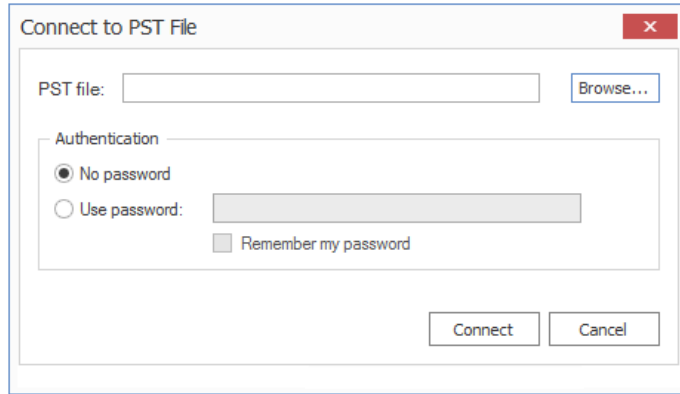 Connect to PST File
PST file: Browse...
Authentication
No password
Use password:
Remember my password
Connect Cancel